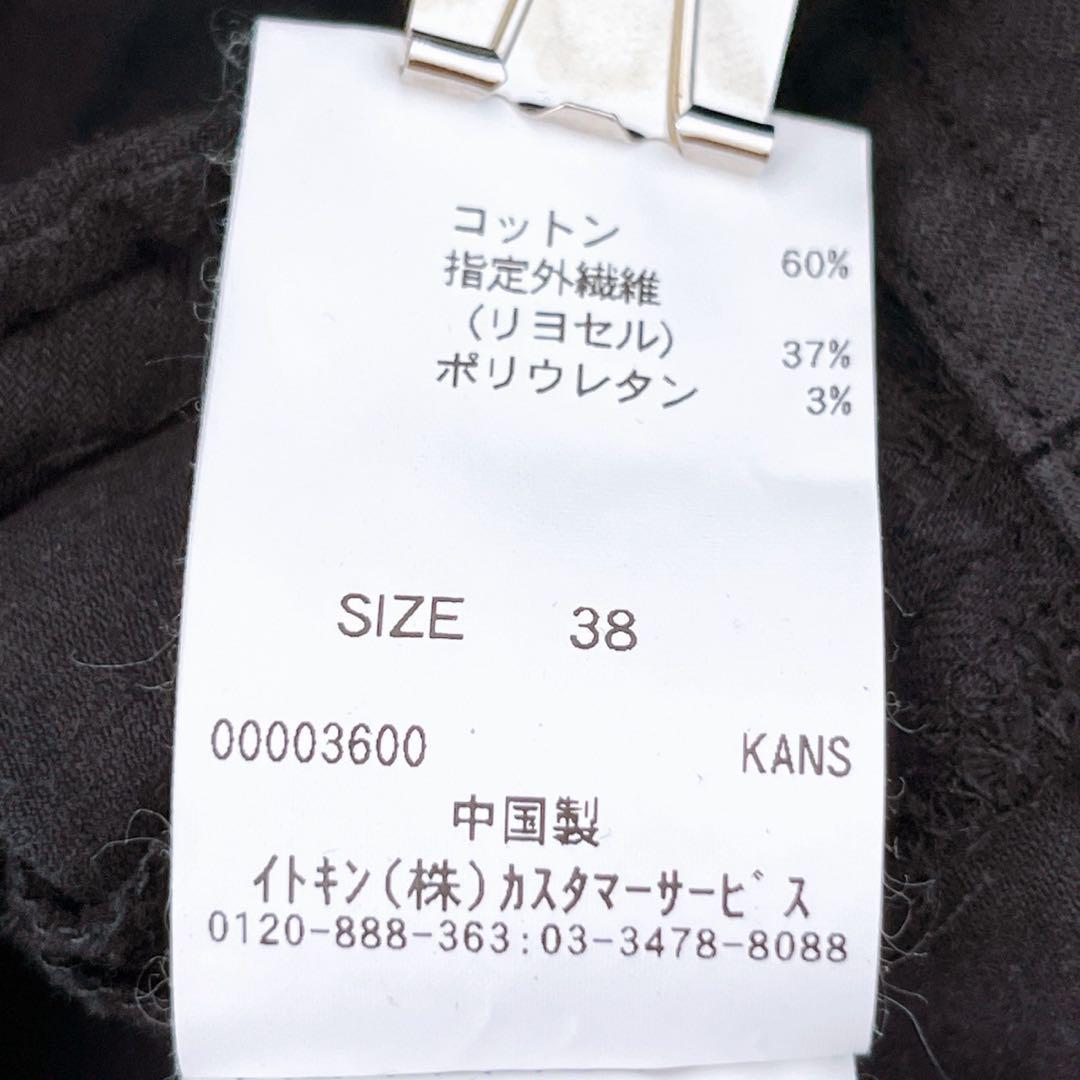 コットン 60%
指定外繊維
(リヨセル) 37%
ポリウレタン 3%
SIZE 38
00003600 KANS
中国製
イトキン(株)カスタマーサービス
0120-888-363:03-3478-8088